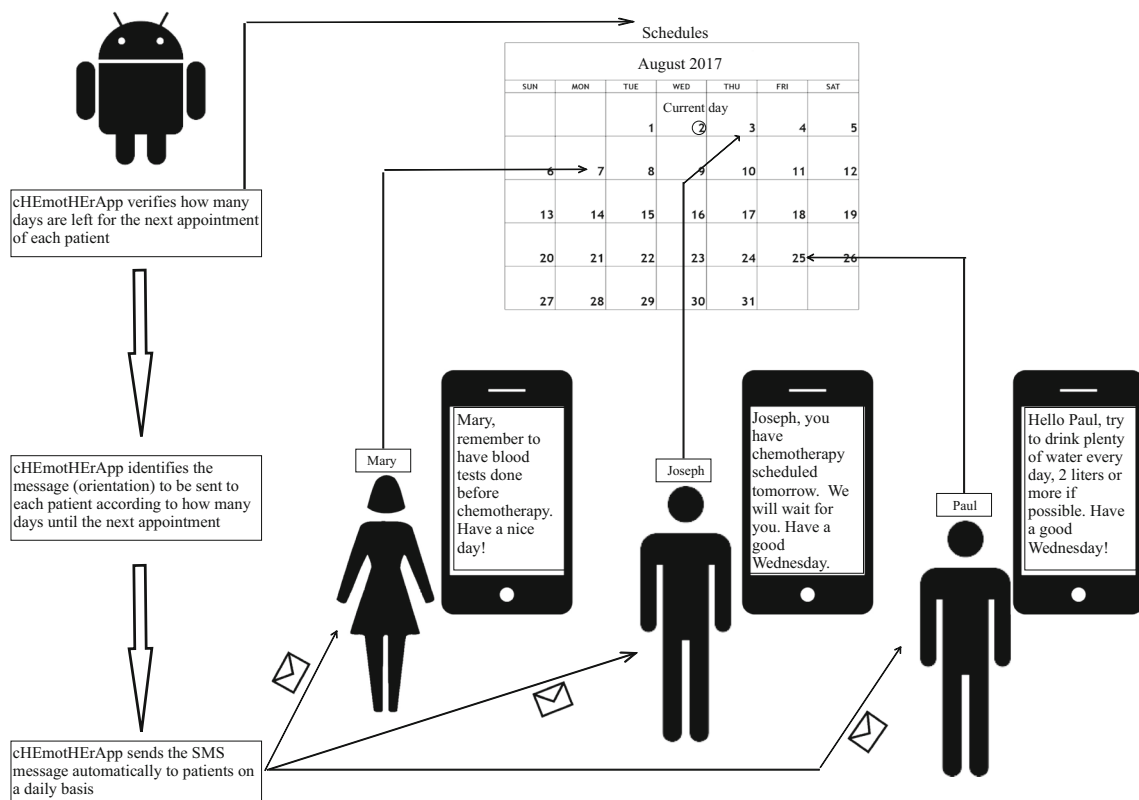 Schedules
August 2017
SUN MON TUE WED THU FRI SAT
Current day
1 2 3 4 5
6 7 8 9 10 11 12
13 14 15 16 17 18 19
20 21 22 23 24 25 26
27 28 29 30 31
cHEmotHErApp verifies how many
days are left for the next appointment
of each patient
cHEmotHErApp identifies the
message (orientation) to be sent to
each patient according to how many
days until the next appointment
cHEmotHErApp sends the SMS
message automatically to patients on
a daily basis
Mary
Mary,
remember to
have blood
tests done
before
chemotherapy.
Have a nice
day!
Joseph
Joseph, you
have
chemotherapy
scheduled
tomorrow. We
will wait for
you. Have a
good
Wednesday.
Paul
Hello Paul, try
to drink plenty
of water every
day, 2 liters or
more if
possible. Have
a good
Wednesday!